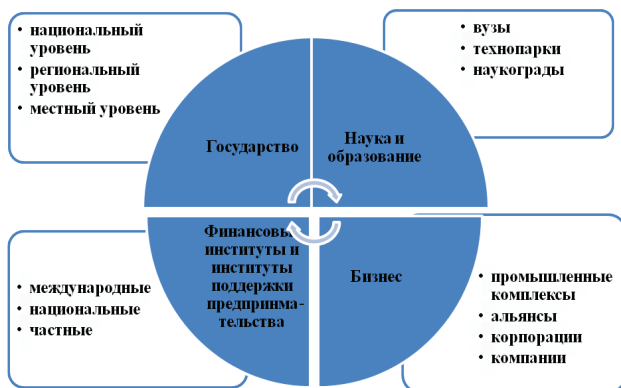 • национальный
уровень
• региональный
уровень
• местный уровень
• вузы
• технопарки
• наукограды
Государство
Наука и
образование
Финансовые
институты и
институты
поддержки
предпринма-
тельства
Бизнес
• международные
• национальные
• частные
• промышленные
комплексы
• альянсы
• корпорации
• компании